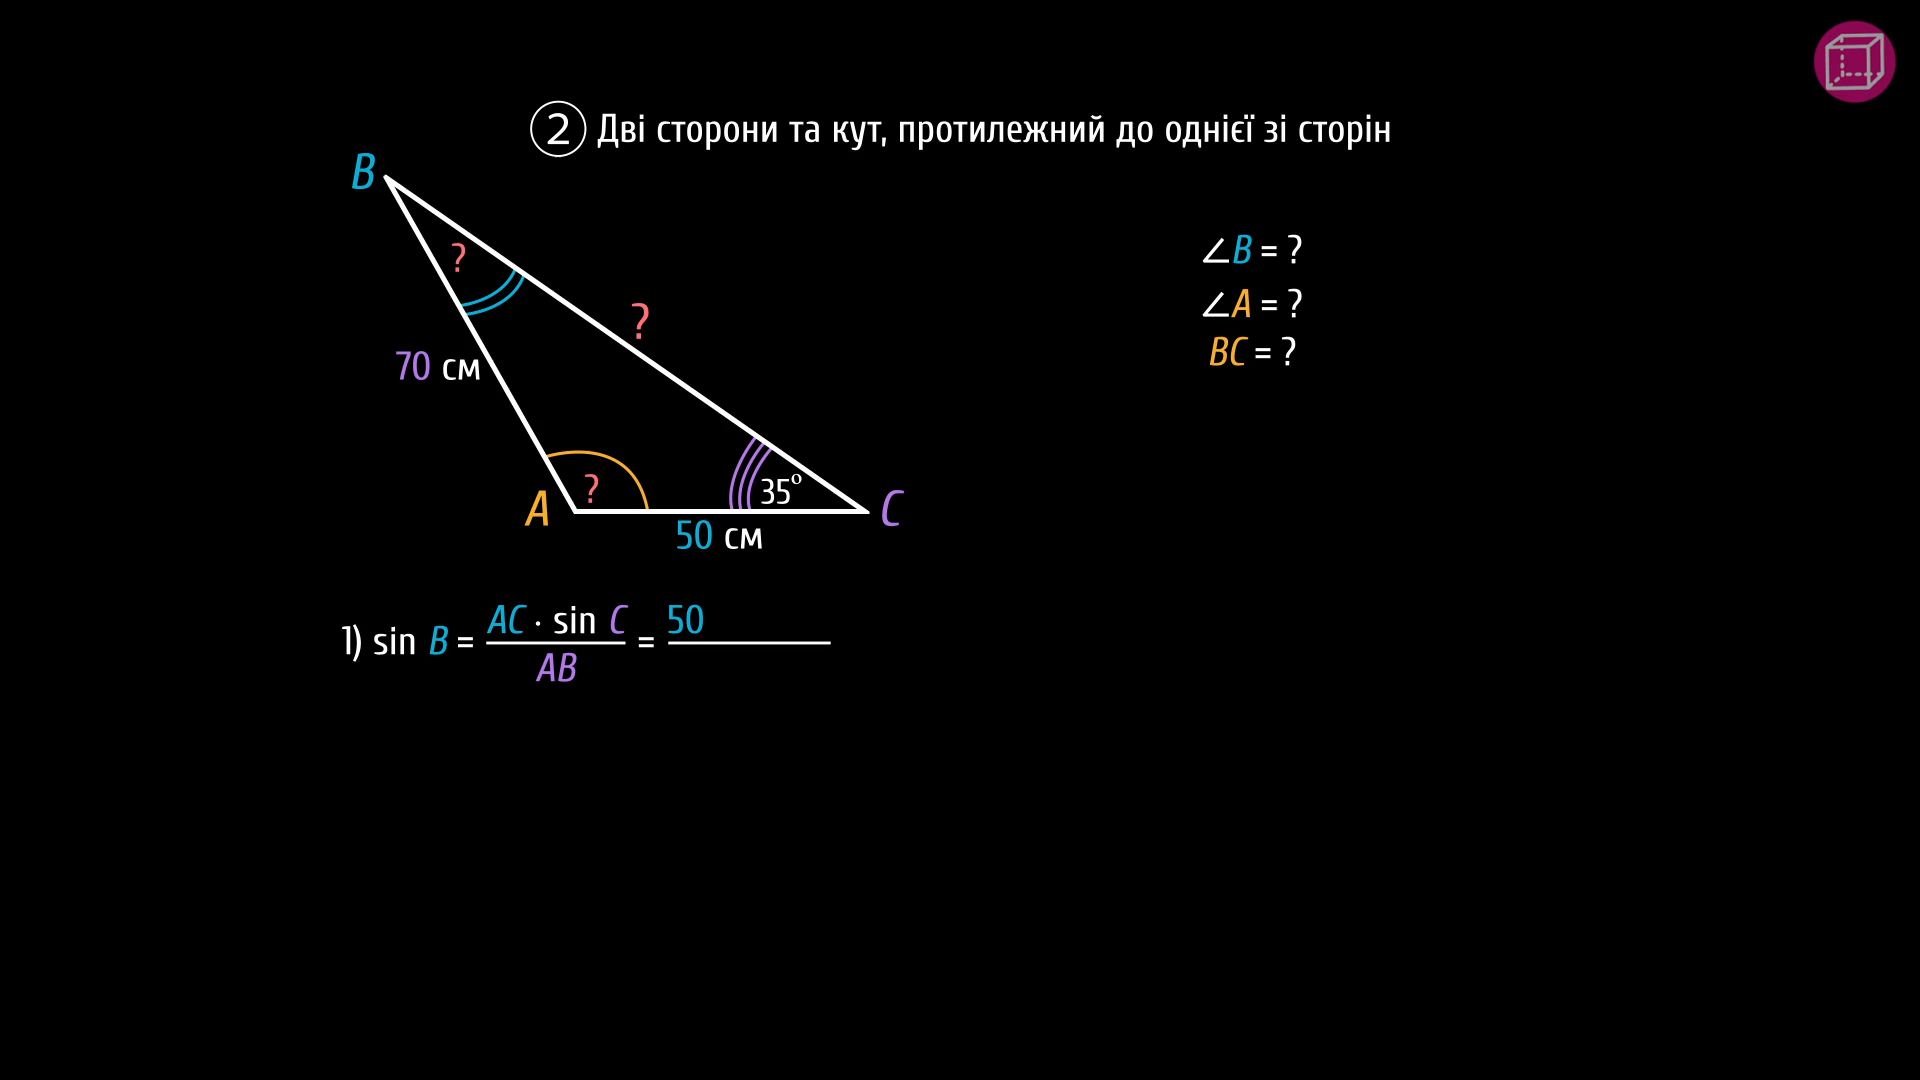 ② Дві сторони та кут, протилежний до однієї зі сторін
B
∠B = ?
?
∠A = ?
?
BC = ?
70 см
?
35°
A
C
50 см
1) sin B = AC · sin C / AB = 50